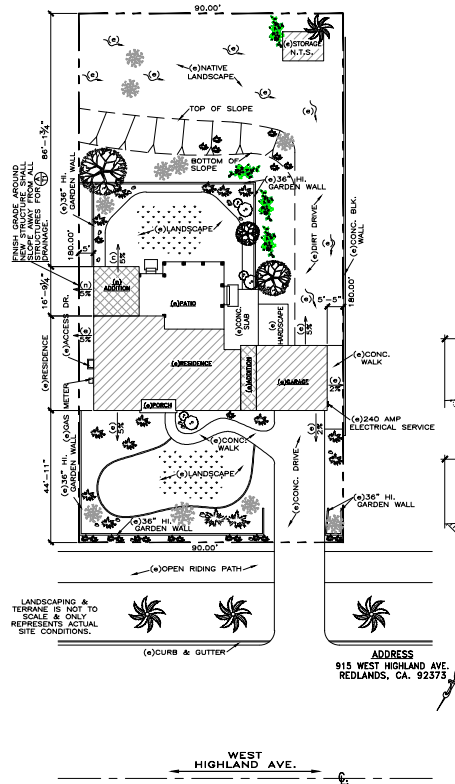 90.00'
(e)STORAGE
N.T.S.
(e)NATIVE
LANDSCAPE
(e)
(e)
(e)
(e)
(e)
TOP OF SLOPE
BOTTOM OF
SLOPE
86'-1¾"
(e)36" HI.
GARDEN WALL
(e)36" HI.
GARDEN WALL
FINISH GRADE AROUND
NEW STRUCTURE SHALL
SLOPE AWAY FROM ALL
STRUCTURES FOR
DRAINAGE.
180.00'
5'
(e)LANDSCAPE
(e)DIRT DRIVE
(e)
(e)
(e)CONC. BLK.
WALL
180.00'
(n)
5%
(n)
5%
(n)
ADDITION
(n)PATIO
(e)CONC.
SLAB
(e)
HARDSCAPE
(e)
5%
5'-5"
16'-9¼"
(e)ACCESS DR.
(e)
5%
(e)RESIDENCE
(e)RESIDENCE
(n)ADDITION
(e)GARAGE
(e)CONC.
WALK
(e)
2%
(e)GAS METER
(e)PORCH
(e)
5%
(e)
2%
(e)240 AMP
ELECTRICAL SERVICE
(e)CONC.
WALK
44'-11"
(e)36" HI.
GARDEN WALL
(e)LANDSCAPE
(e)CONC. DRIVE
(e)36" HI.
GARDEN WALL
(e)36" HI.
GARDEN WALL
90.00'
(e)OPEN RIDING PATH
LANDSCAPING &
TERRANE IS NOT TO
SCALE & ONLY
REPRESENTS ACTUAL
SITE CONDITIONS.
(e)CURB & GUTTER
ADDRESS
915 WEST HIGHLAND AVE.
REDLANDS, CA. 92373
WEST
HIGHLAND AVE.